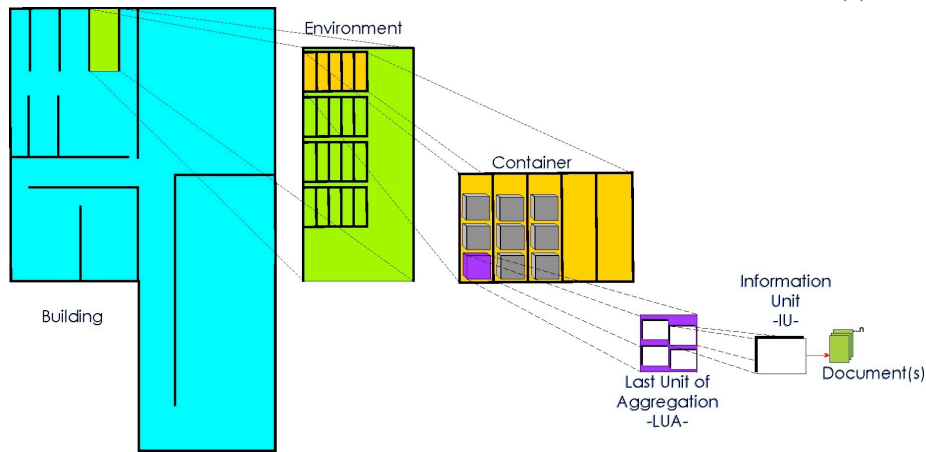 Environment
Container
Building
Information
Unit
-IU-
n
Document(s)
Last Unit of
Aggregation
-LUA-